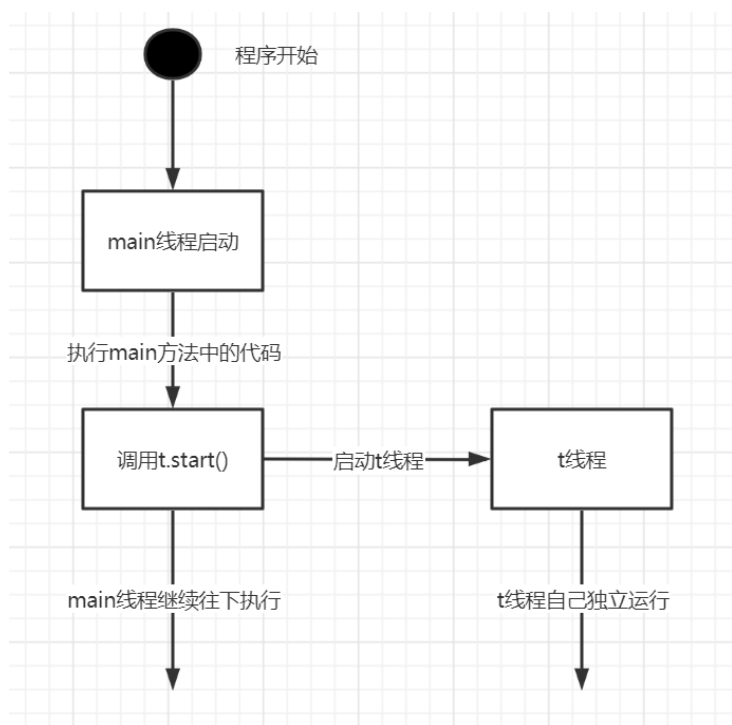 程序开始
main线程启动
执行main方法中的代码
调用t.start()
启动t线程
t线程
main线程继续往下执行
t线程自己独立运行